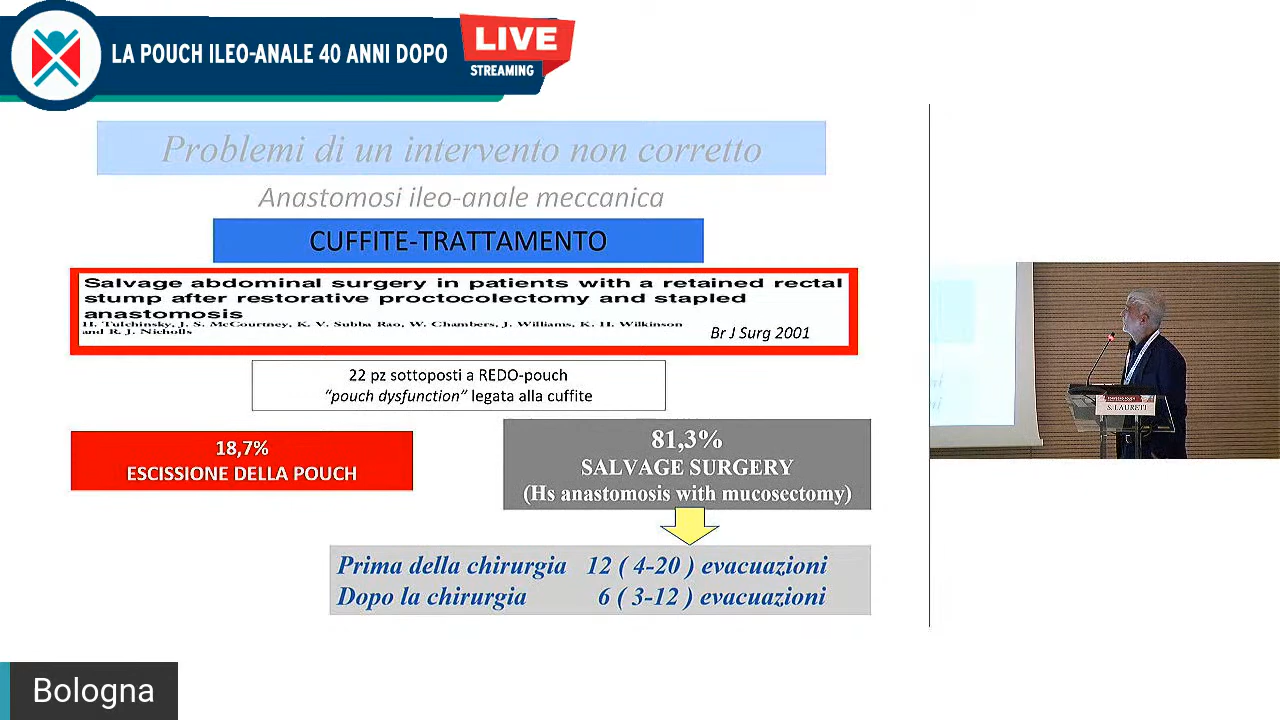 LA POUCH ILEO-ANALE 40 ANNI DOPO
LIVE
STREAMING
Problemi di un intervento non corretto
Anastomosi ileo-anale meccanica
CUFFITE-TRATTAMENTO
Salvage abdominal surgery in patients with a retained rectal
stump after restorative proctocolectomy and stapled
anastomosis
H. Tulchinsky, J. S. McCourtney, K. V. Subba Rao, W. Chambers, J. Williams, K. H. Wilkinson
and R. J. Nicholls
Br J Surg 2001
22 pz sottoposti a REDO-pouch
“pouch dysfunction” legata alla cuffite
18,7%
ESCISSIONE DELLA POUCH
81,3%
SALVAGE SURGERY
(Hs anastomosis with mucosectomy)
Prima della chirurgia 12 ( 4-20 ) evacuazioni
Dopo la chirurgia 6 ( 3-12 ) evacuazioni
S. LAURETI
Bologna